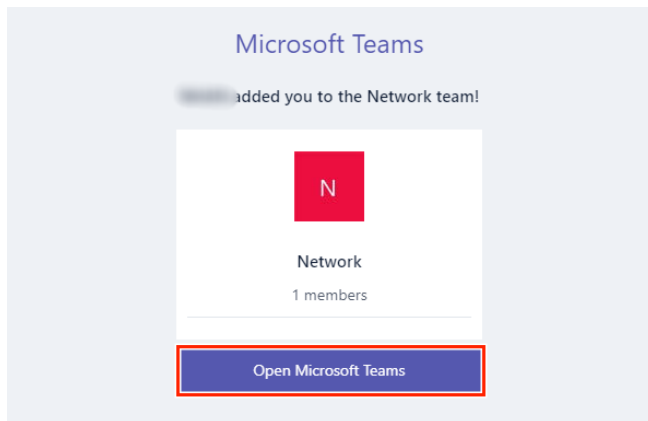 Microsoft Teams
added you to the Network team!
N
Network
1 members
Open Microsoft Teams